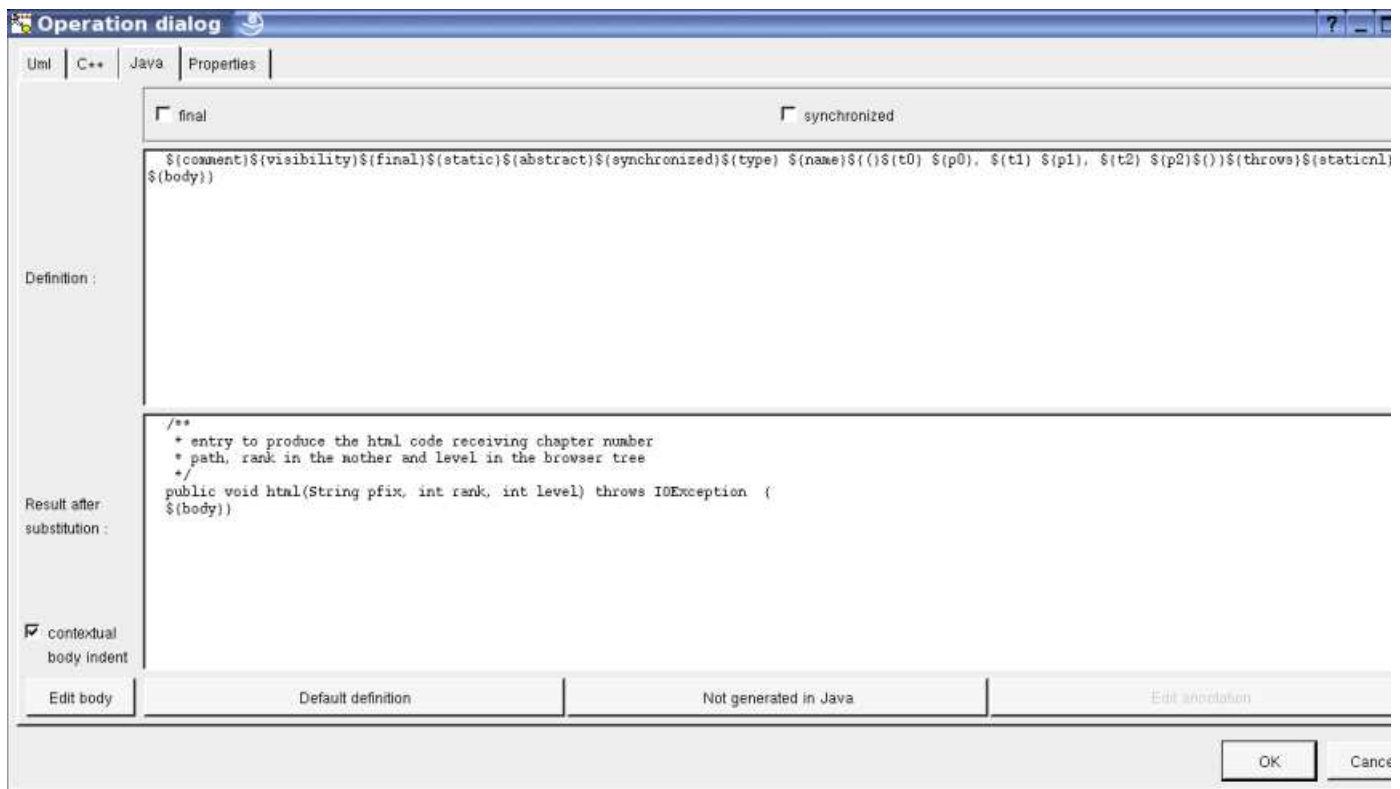 Operation dialog
? _
Uml C++ Java Properties
final synchronized
Definition :
${comment}${visibility}${final}${static}${abstract}${synchronized}${type} ${name}${(}${t0} ${p0}, ${t1} ${p1}, ${t2} ${p2}${)}${throws}${staticnl}
${body}}
Result after
substitution :
/**
* entry to produce the html code receiving chapter number
* path, rank in the mother and level in the browser tree
*/
public void html(String pfix, int rank, int level) throws IOException {
${body}}
contextual
body indent
Edit body Default definition Not generated in Java Edit annotation
OK Cance